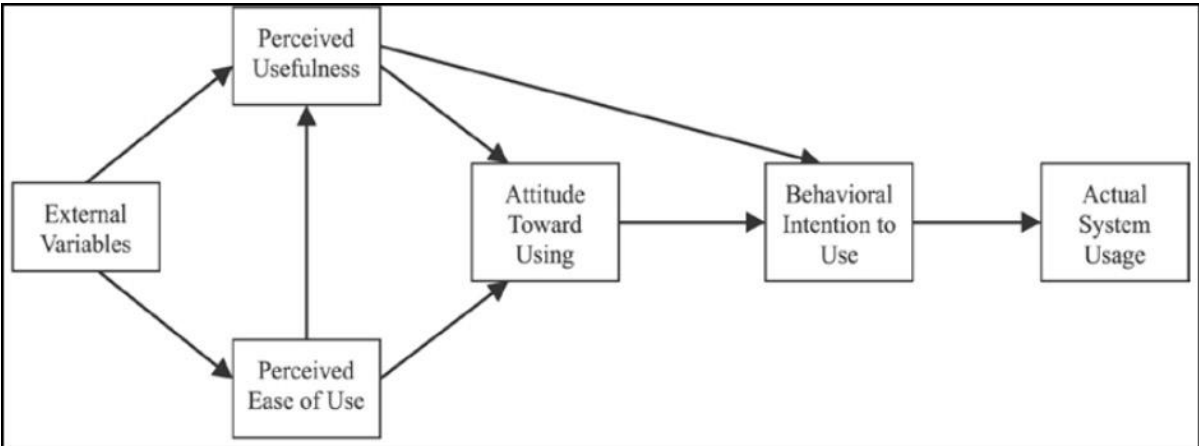 Perceived
Usefulness
External
Variables
Perceived
Ease of Use
Attitude
Toward
Using
Behavioral
Intention to
Use
Actual
System
Usage